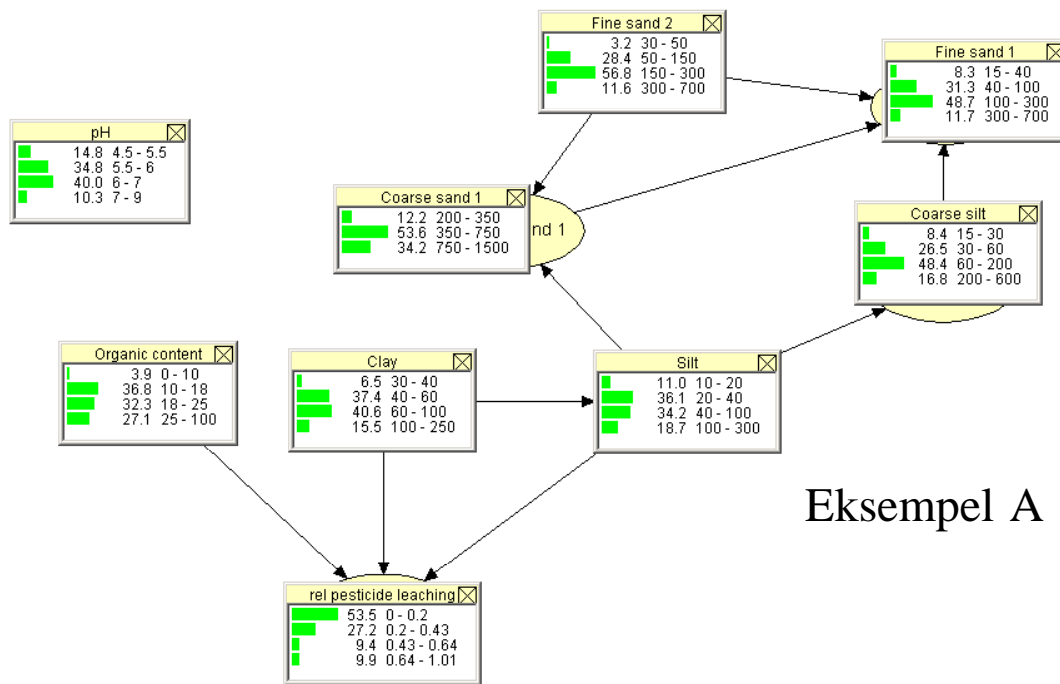 Fine sand 2
3.2 30 - 50
28.4 50 - 150
56.8 150 - 300
11.6 300 - 700
Fine sand 1
8.3 15 - 40
31.3 40 - 100
48.7 100 - 300
11.7 300 - 700
pH
14.8 4.5 - 5.5
34.8 5.5 - 6
40.0 6 - 7
10.3 7 - 9
Coarse sand 1
12.2 200 - 350
53.6 350 - 750
34.2 750 - 1500
nd 1
Coarse silt
8.4 15 - 30
26.5 30 - 60
48.4 60 - 200
16.8 200 - 600
Organic content
3.9 0 - 10
36.8 10 - 18
32.3 18 - 25
27.1 25 - 100
Clay
6.5 30 - 40
37.4 40 - 60
40.6 60 - 100
15.5 100 - 250
Silt
11.0 10 - 20
36.1 20 - 40
34.2 40 - 100
18.7 100 - 300
Eksempel A
rel pesticide leaching
53.5 0 - 0.2
27.2 0.2 - 0.43
9.4 0.43 - 0.64
9.9 0.64 - 1.01